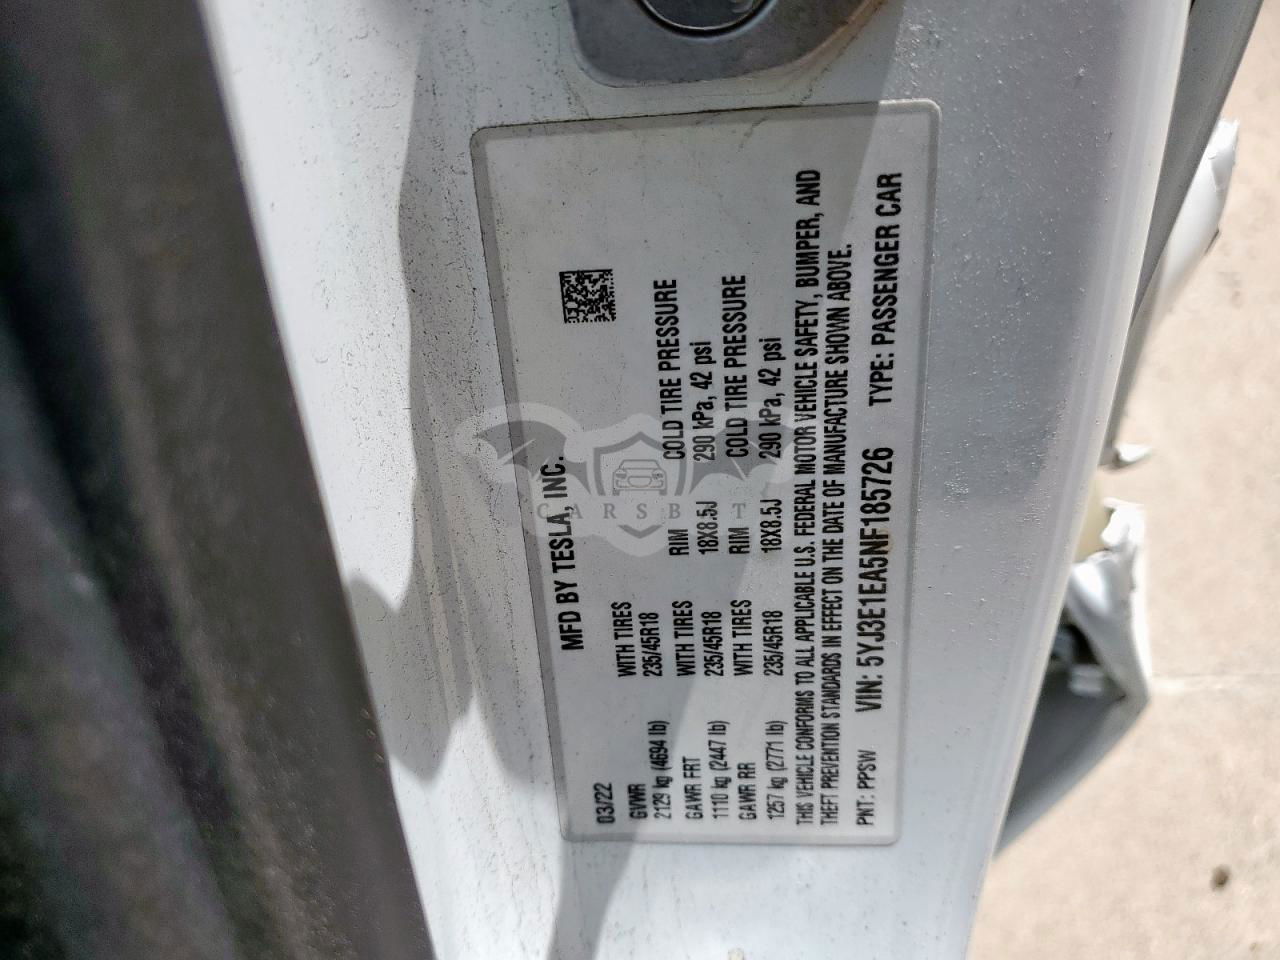 MFD BY TESLA, INC.
03/22
GVWR WITH TIRES RIM COLD TIRE PRESSURE
2129 kg (4694 lb) 235/45R18 18X8.5J 290 kPa, 42 psi
GAWR FRT WITH TIRES RIM COLD TIRE PRESSURE
1110 kg (2447 lb) 235/45R18 18X8.5J 290 kPa, 42 psi
GAWR RR WITH TIRES
1257 kg (2771 lb) 235/45R18
THIS VEHICLE CONFORMS TO ALL APPLICABLE U.S. FEDERAL MOTOR VEHICLE SAFETY, BUMPER, AND
THEFT PREVENTION STANDARDS IN EFFECT ON THE DATE OF MANUFACTURE SHOWN ABOVE.
PNT: PPSW VIN: 5YJ3E1EA5NF185726 TYPE: PASSENGER CAR